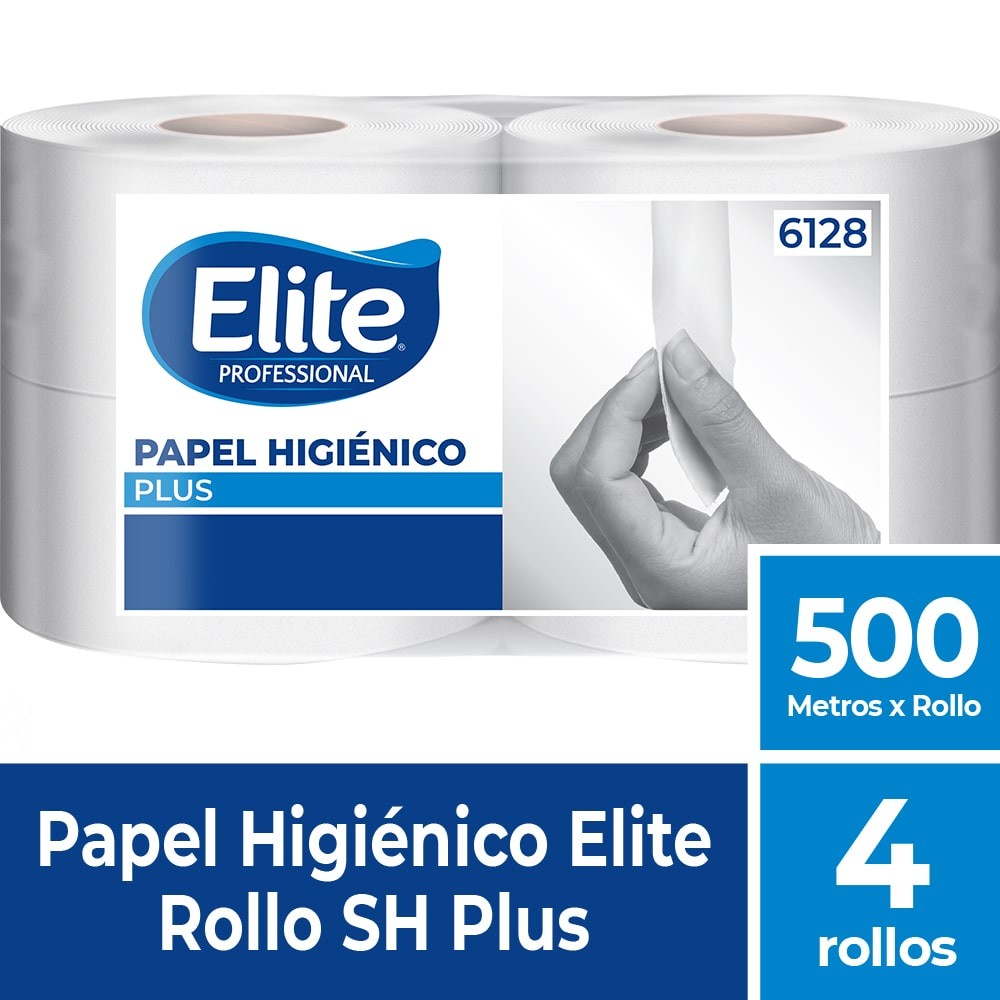 Elite®
PROFESSIONAL
PAPEL HIGIÉNICO
PLUS
6128
500
Metros x Rollo
Papel Higiénico Elite
Rollo SH Plus
4
rollos